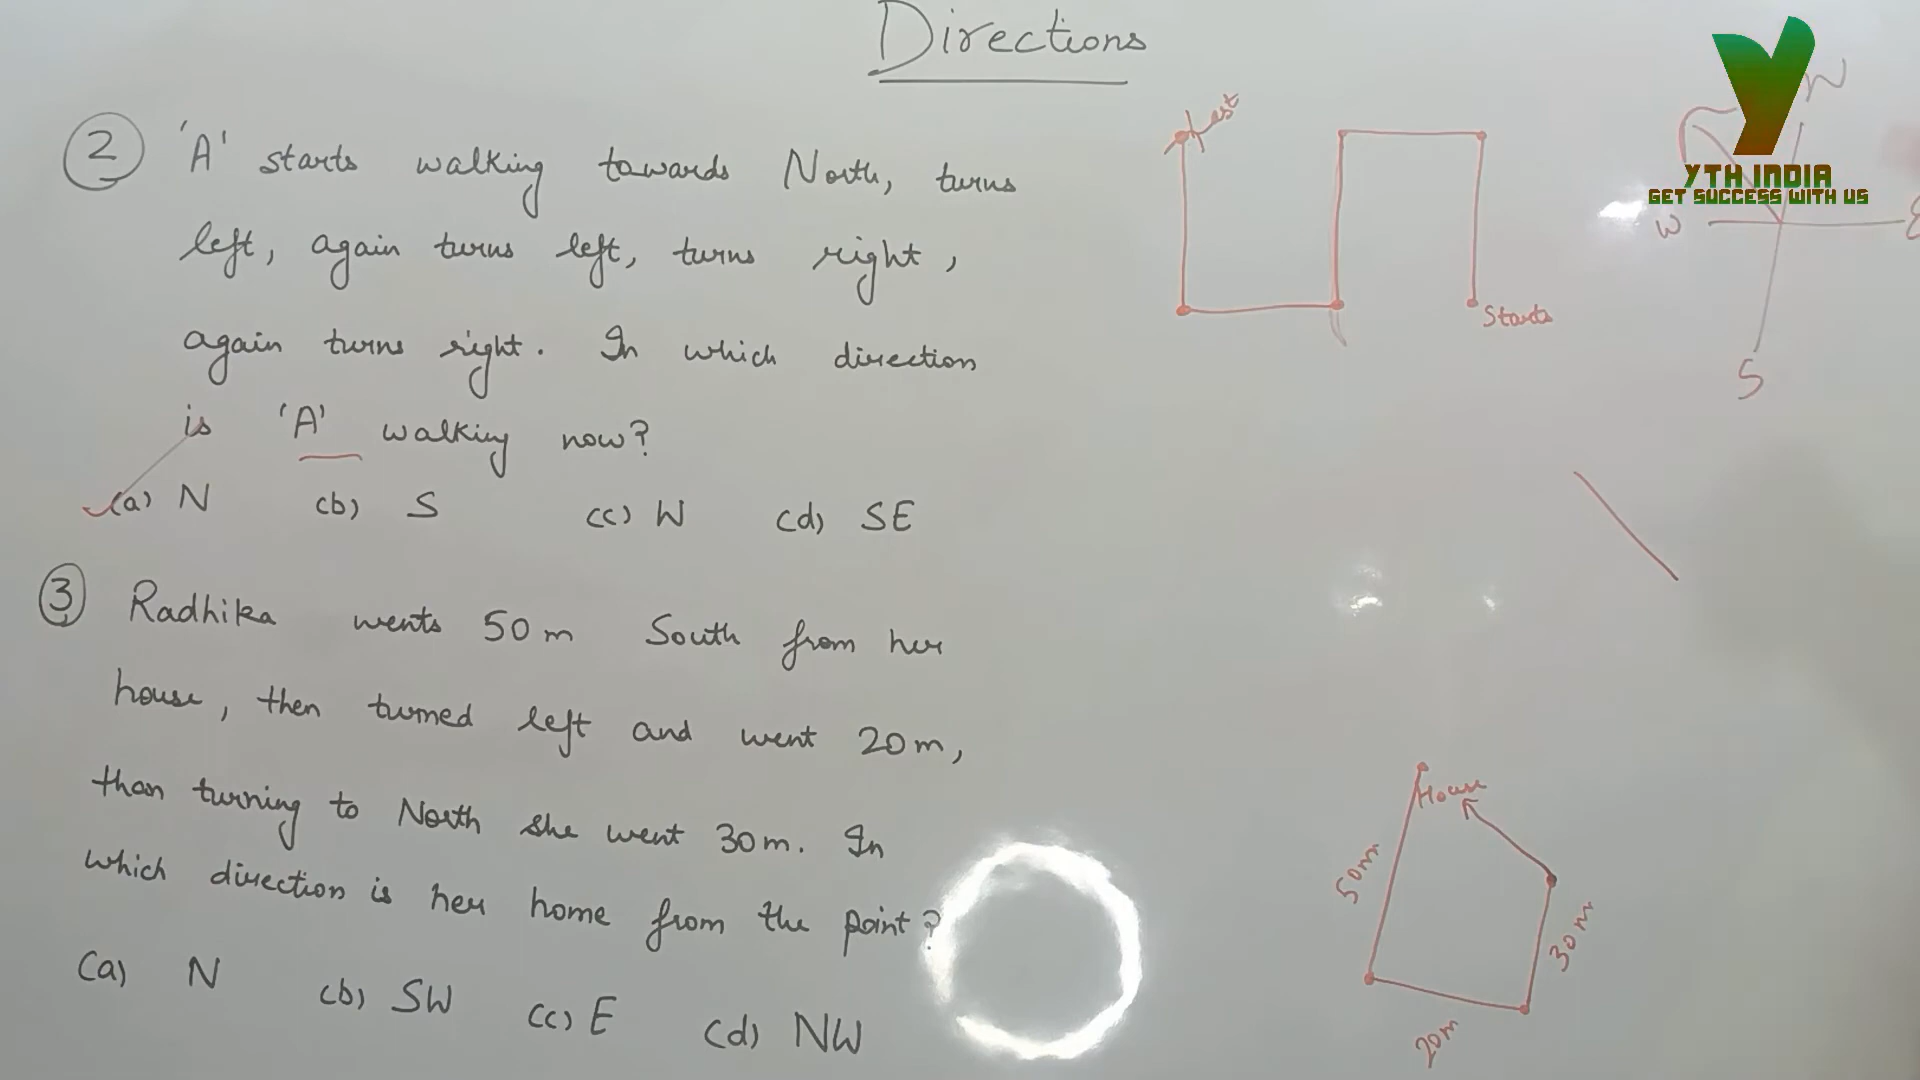 Directions
2 'A' starts walking towards North, turns
left, again turns left, turns right,
again turns right. In which direction
is 'A' walking now?
(a) N (b) S (c) W (d) SE
3 Radhika wents 50m South from her
house, then turned left and went 20m,
than turning to North she went 30m. In
which direction is her home from the point?
(a) N (b) SW (c) E (d) NW
Last
Starts
N
W
E
S
YTH INDIA
GET SUCCESS WITH US
House
50m
30m
20m